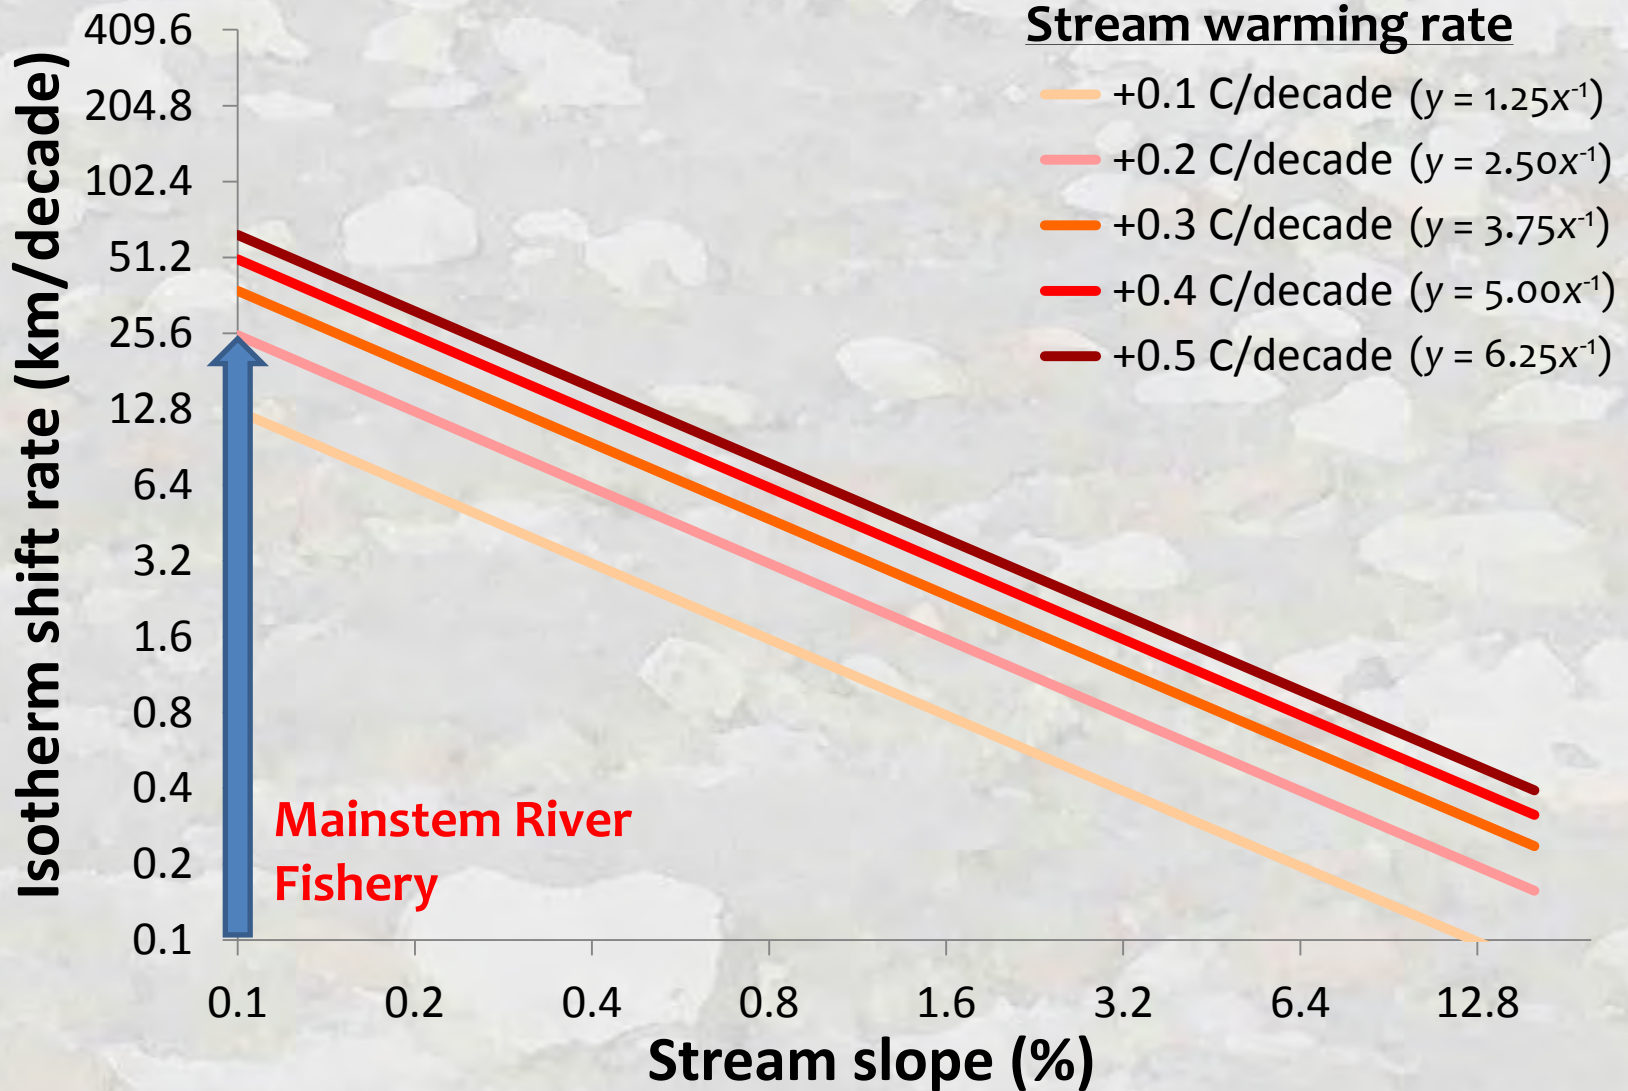 Stream warming rate
+0.1 C/decade (y = 1.25x⁻¹)
+0.2 C/decade (y = 2.50x⁻¹)
+0.3 C/decade (y = 3.75x⁻¹)
+0.4 C/decade (y = 5.00x⁻¹)
+0.5 C/decade (y = 6.25x⁻¹)
Isotherm shift rate (km/decade)
409.6
204.8
102.4
51.2
25.6
12.8
6.4
3.2
1.6
0.8
0.4
0.2
0.1
Mainstem River
Fishery
0.1 0.2 0.4 0.8 1.6 3.2 6.4 12.8
Stream slope (%)